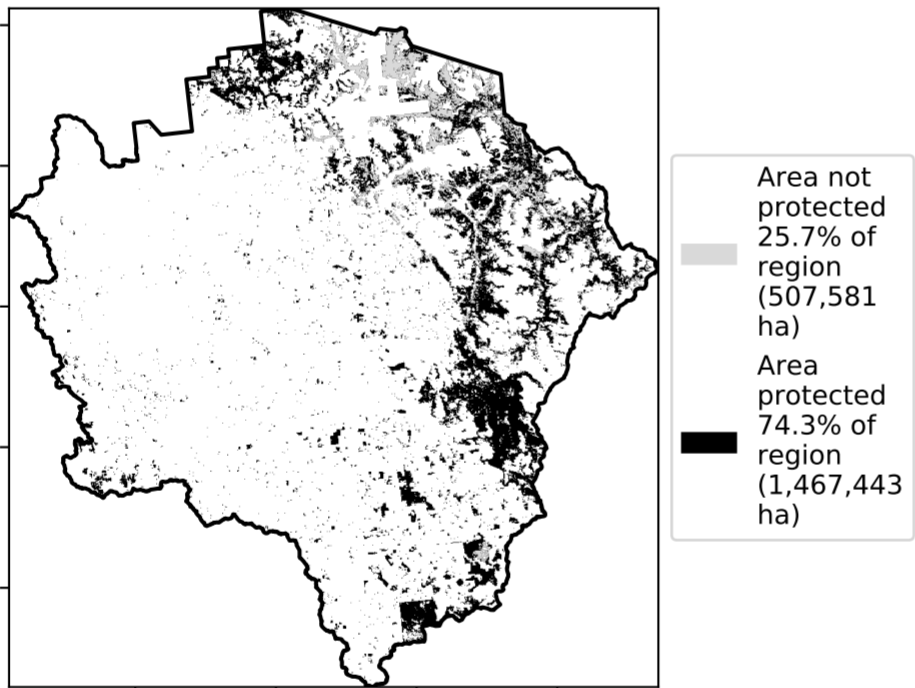 Area not
protected
25.7% of
region
(507,581
ha)
Area
protected
74.3% of
region
(1,467,443
ha)